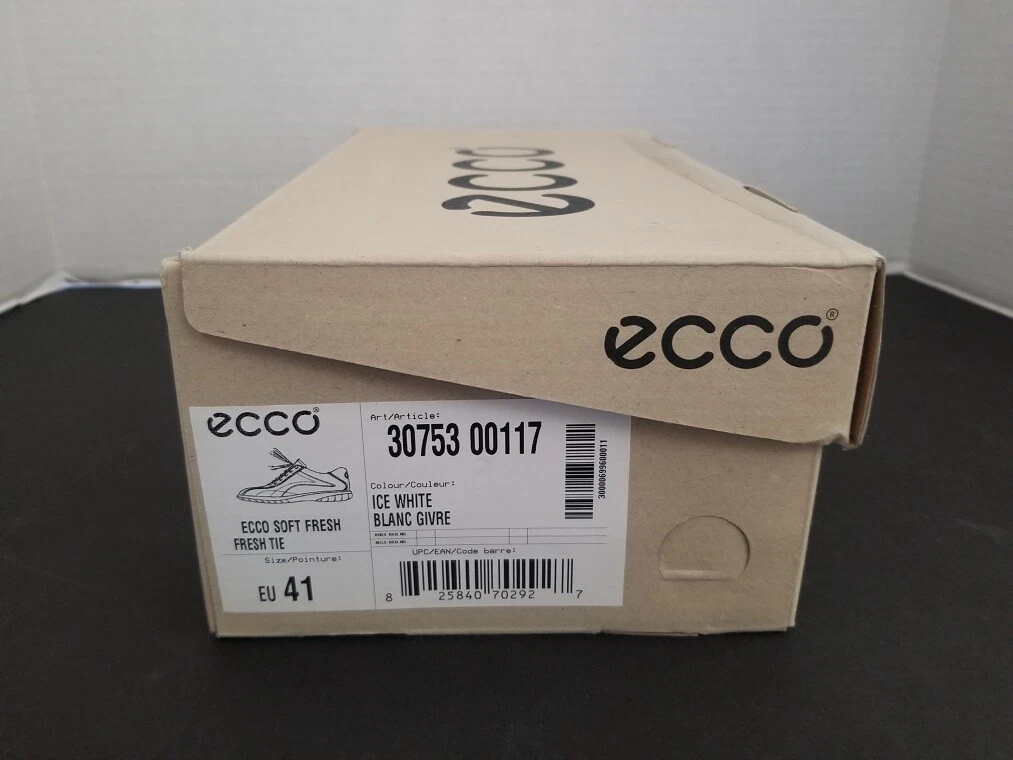 ecco
ecco®
ecco®
ECCO SOFT FRESH
FRESH TIE
Size/Pointure:
EU 41
Art/Article:
30753 00117
Colour/Couleur:
ICE WHITE
BLANC GIVRE
UPC/EAN/Code barre:
8 25840 70292 7
30000699600011